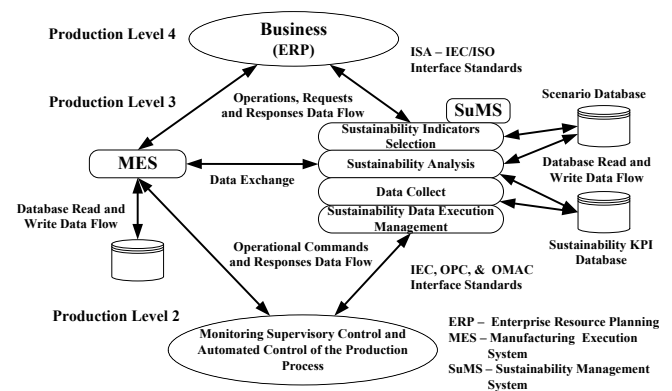 Production Level 4
Business
(ERP)
ISA – IEC/ISO
Interface Standards
Production Level 3
Operations, Requests
and Responses Data Flow
Scenario Database
SuMS
Sustainability Indicators
Selection
MES
Sustainability Analysis
Data Exchange
Database Read and
Write Data Flow
Data Collect
Database Read and
Write Data Flow
Sustainability Data Execution
Management
Operational Commands
and Responses Data Flow
Sustainability KPI
Database
IEC, OPC, & OMAC
Interface Standards
Production Level 2
Monitoring Supervisory Control and
Automated Control of the Production
Process
ERP – Enterprise Resource Planning
MES – Manufacturing Execution
System
SuMS – Sustainability Management
System